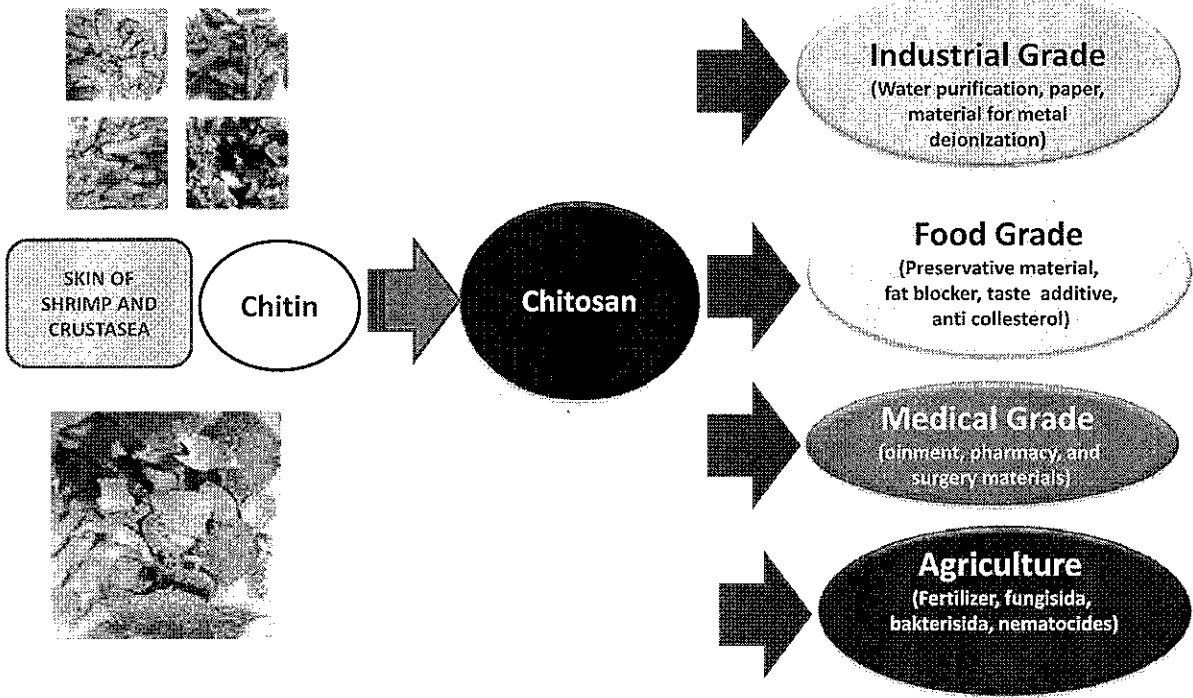 SKIN OF
SHRIMP AND
CRUSTASEA
Chitin
Chitosan
Industrial Grade
(Water purification, paper,
material for metal
deionization)
Food Grade
(Preservative material,
fat blocker, taste additive,
anti collesterol)
Medical Grade
(oinment, pharmacy, and
surgery materials)
Agriculture
(Fertilizer, fungisida,
bakterisida, nematocides)